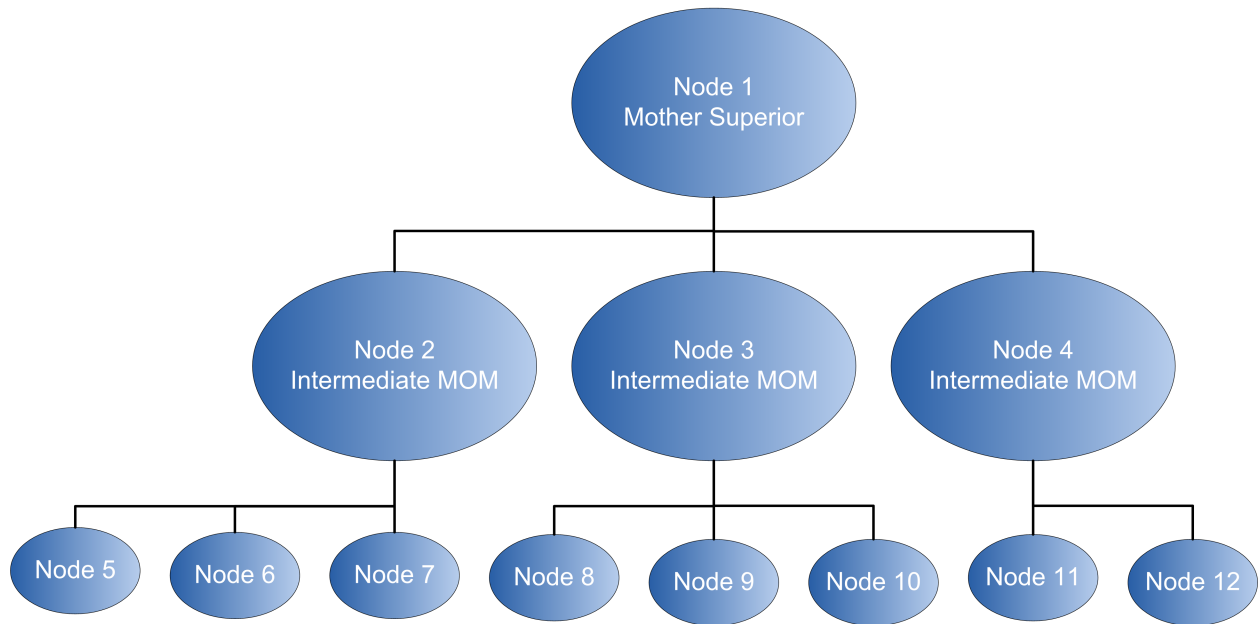 Node 1
Mother Superior
Node 2
Intermediate MOM
Node 3
Intermediate MOM
Node 4
Intermediate MOM
Node 5
Node 6
Node 7
Node 8
Node 9
Node 10
Node 11
Node 12